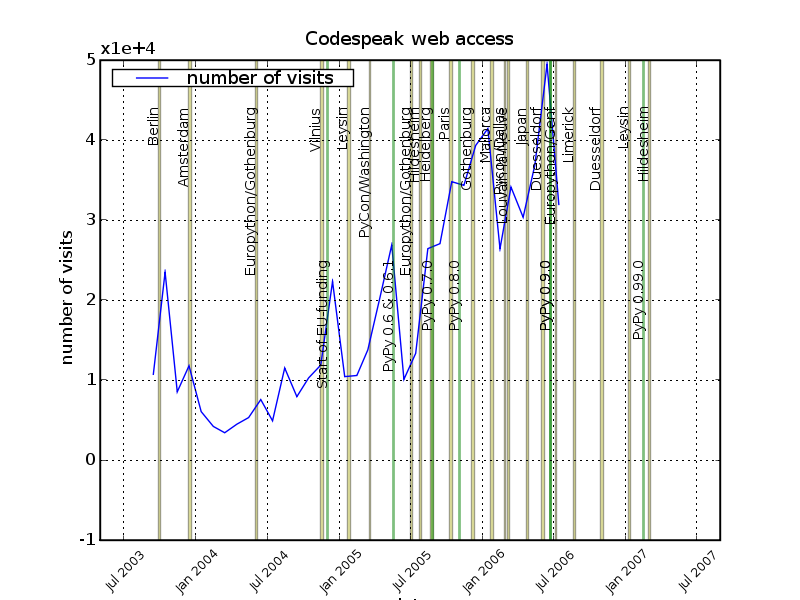 Codespeak web access
x1e+4
number of visits
5
4
3
2
1
0
-1
number of visits
Berlin
Amsterdam
Europython/Gothenburg
Vilnius
Leysin
PyCon/Washington
Europython/Gothenburg
Hildesheim
Heidelberg
Paris
Gothenburg
Mallorca
Louvain-la-Neuve
Japan
Duesseldorf
Europython/Genf
Limerick
Duesseldorf
Leysin
Hildesheim
Start of EU-funding
PyPy 0.6 & 0.6.1
PyPy 0.7.0
PyPy 0.8.0
PyPy 0.9.0
PyPy 0.99.0
Jul 2003
Jan 2004
Jul 2004
Jan 2005
Jul 2005
Jan 2006
Jul 2006
Jan 2007
Jul 2007